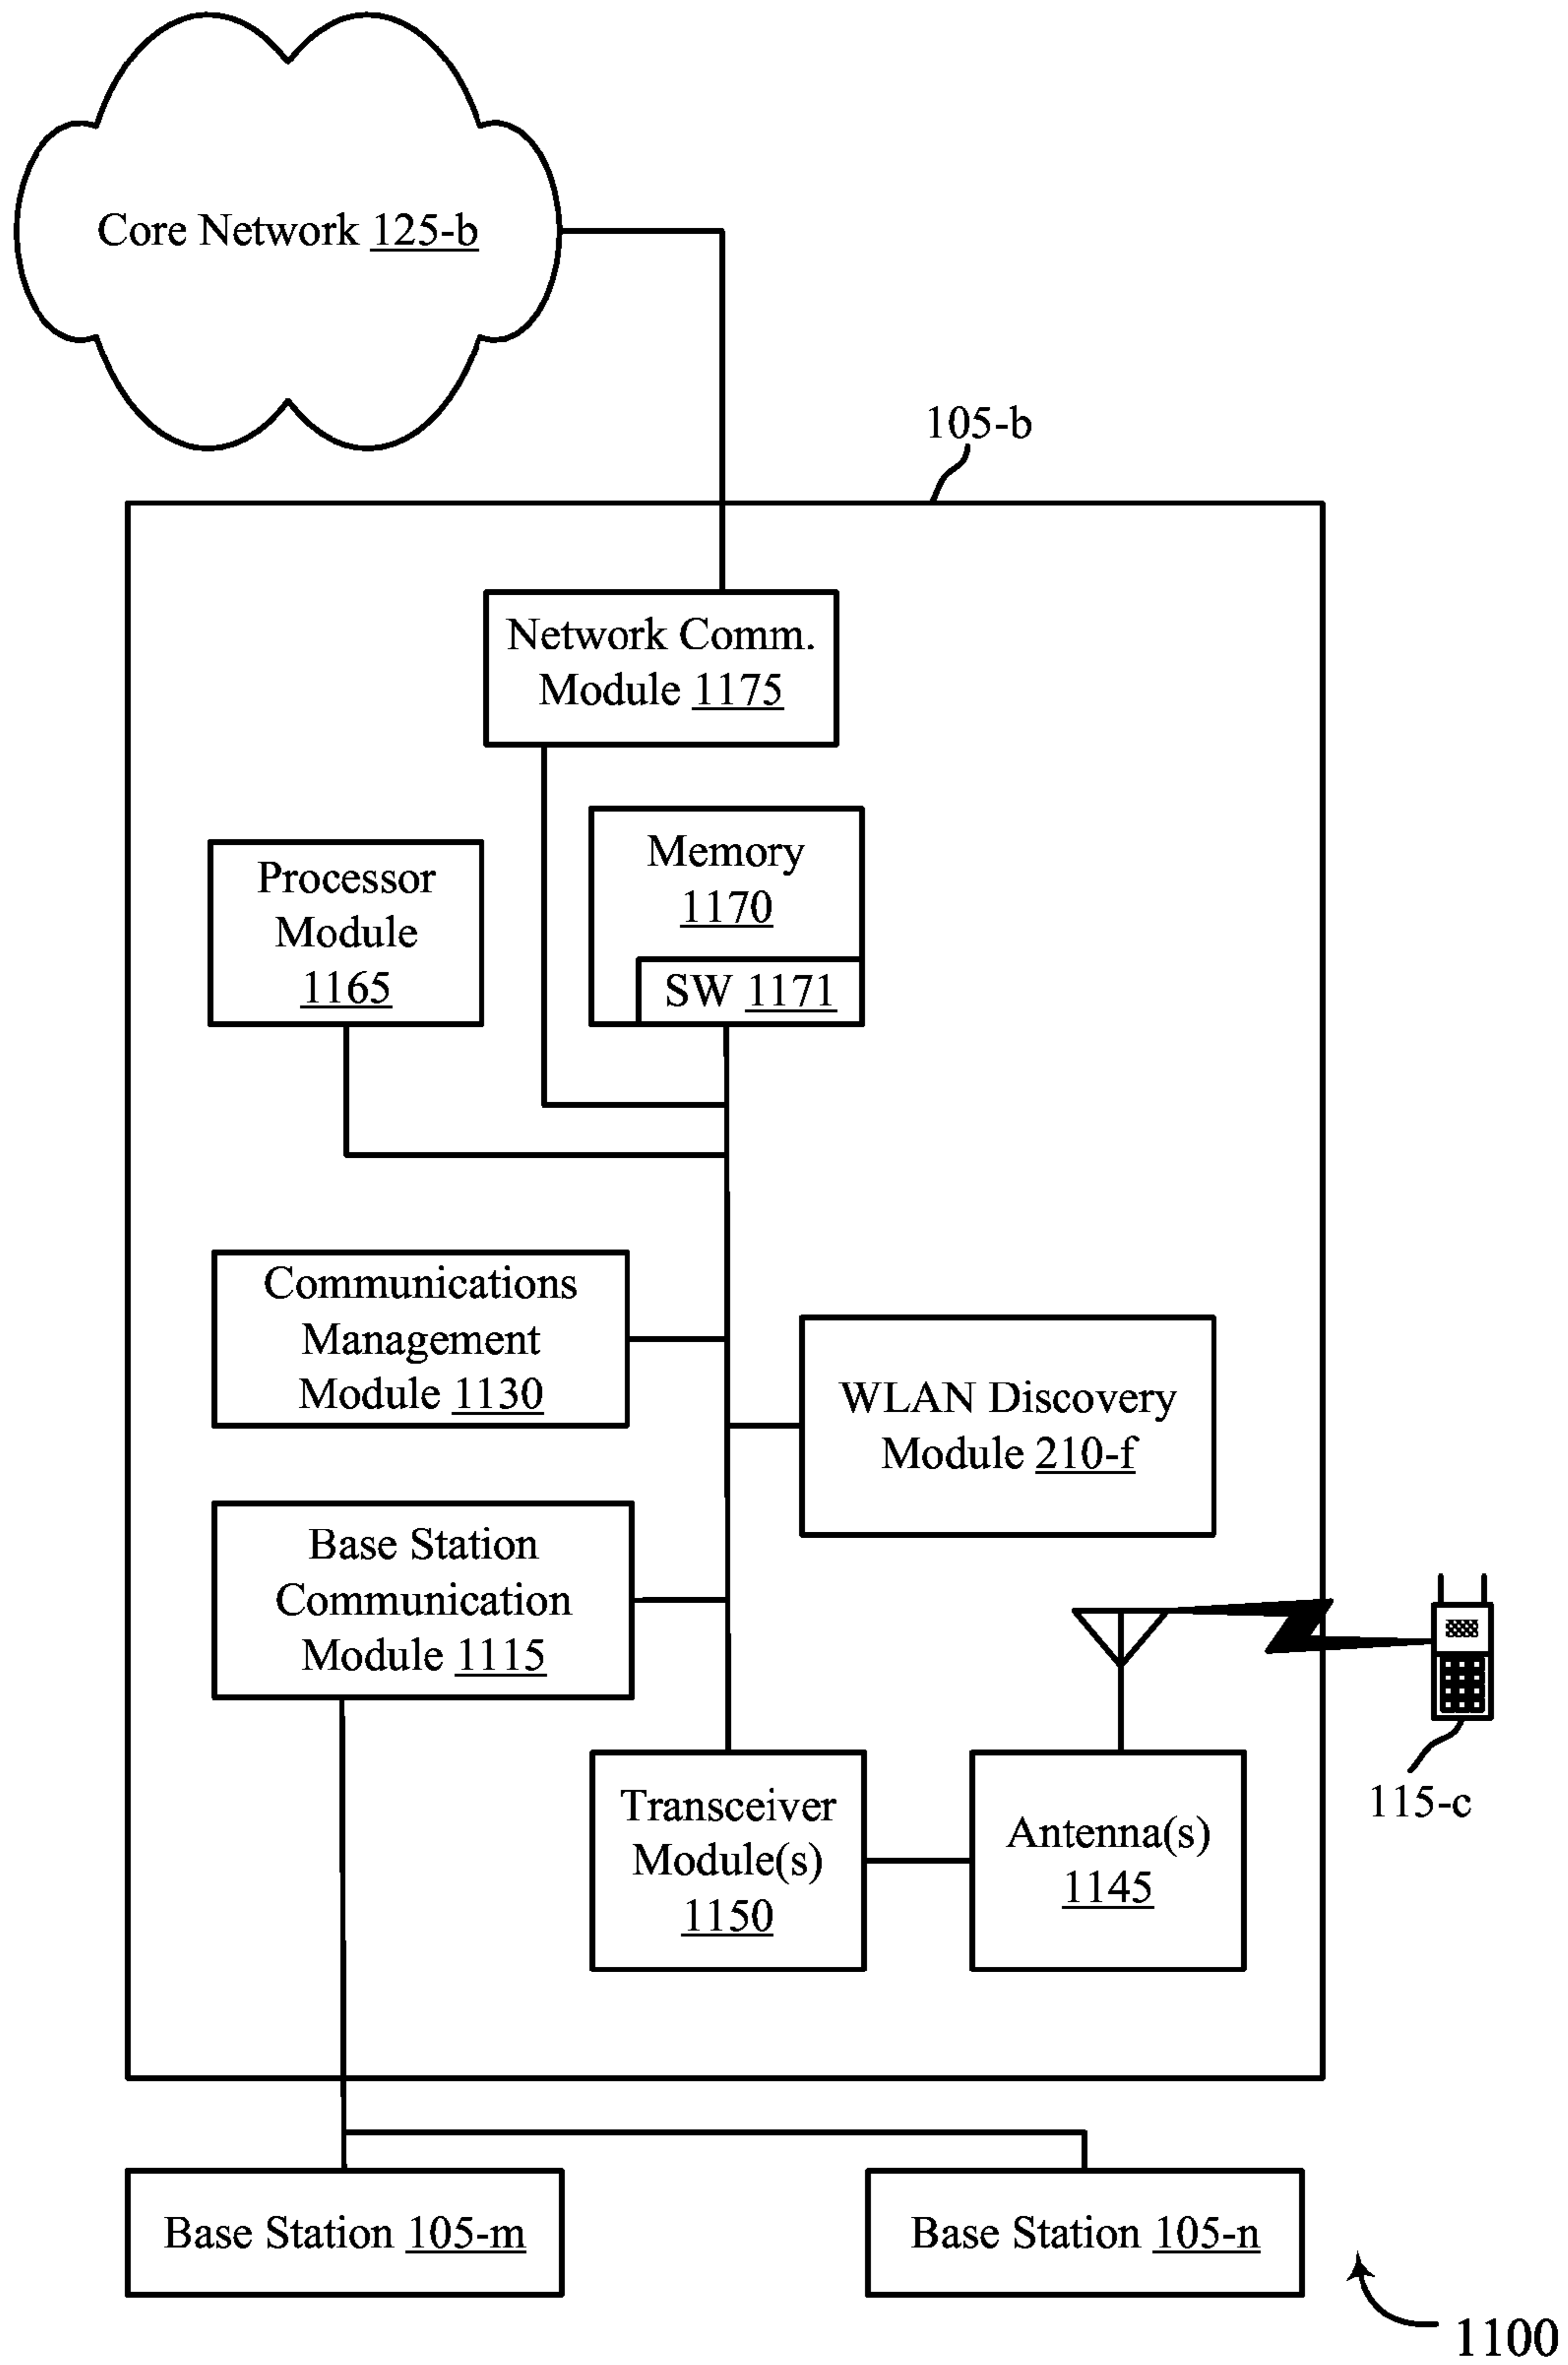 Core Network 125-b
105-b
Network Comm.
Module 1175
Memory
1170
SW 1171
Processor
Module
1165
Communications
Management
Module 1130
WLAN Discovery
Module 210-f
Base Station
Communication
Module 1115
115-c
Transceiver
Module(s)
1150
Antenna(s)
1145
Base Station 105-m
Base Station 105-n
1100